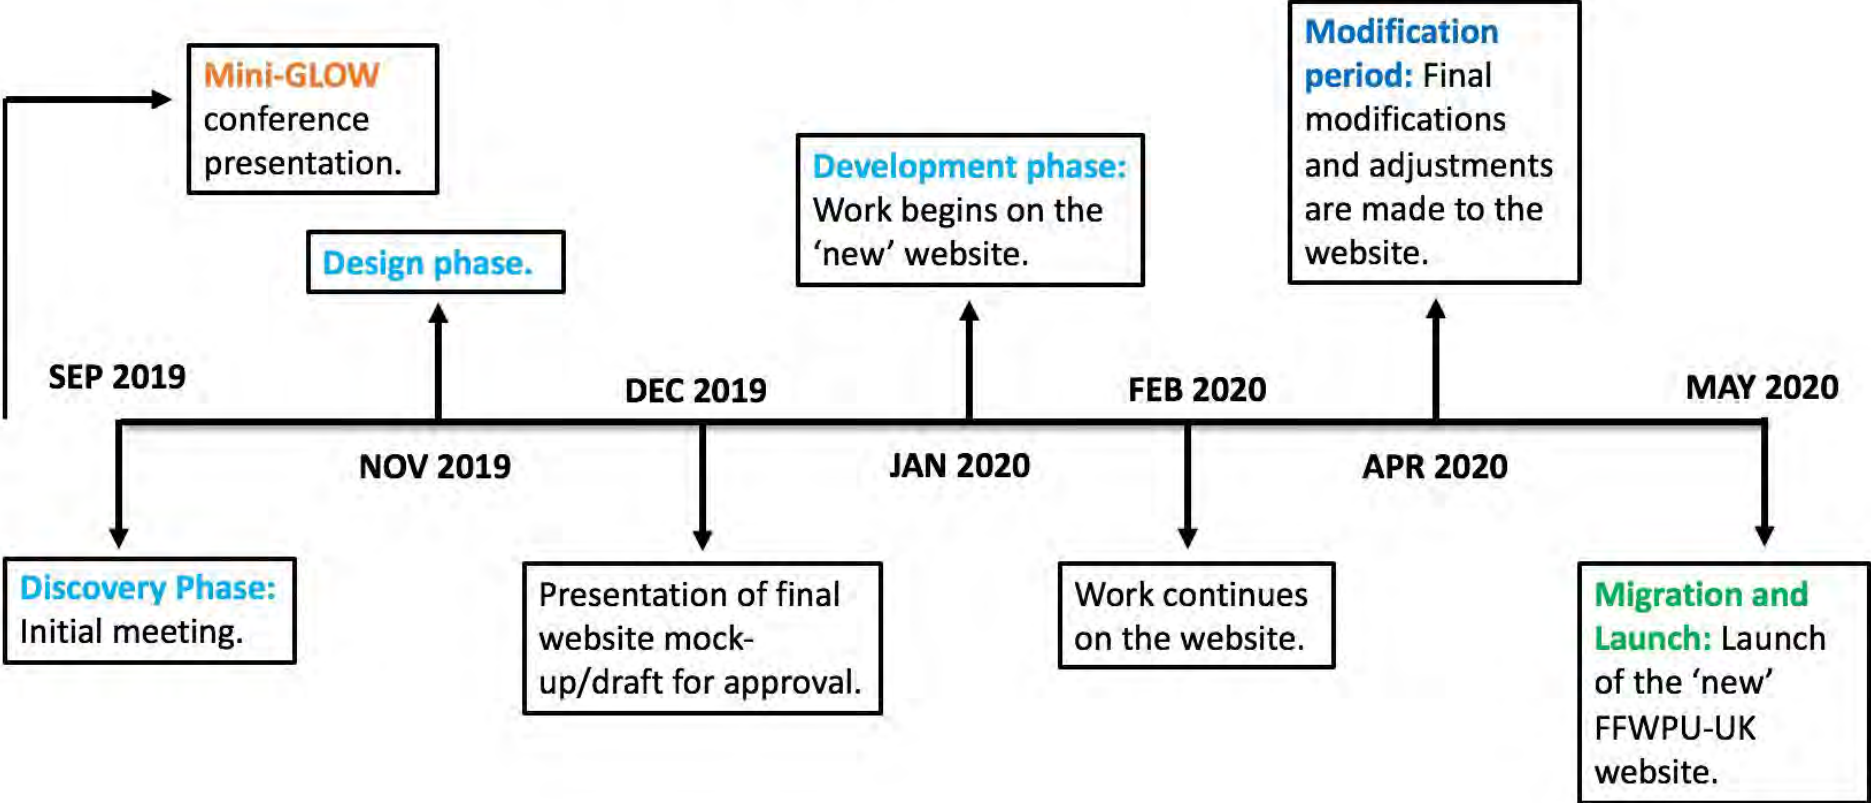 Mini-GLOW
conference
presentation.
Design phase.
Development phase:
Work begins on the
‘new’ website.
Modification
period: Final
modifications
and adjustments
are made to the
website.
SEP 2019
NOV 2019
DEC 2019
JAN 2020
FEB 2020
APR 2020
MAY 2020
Discovery Phase:
Initial meeting.
Presentation of final
website mock-
up/draft for approval.
Work continues
on the website.
Migration and
Launch: Launch
of the ‘new’
FFWPU-UK
website.